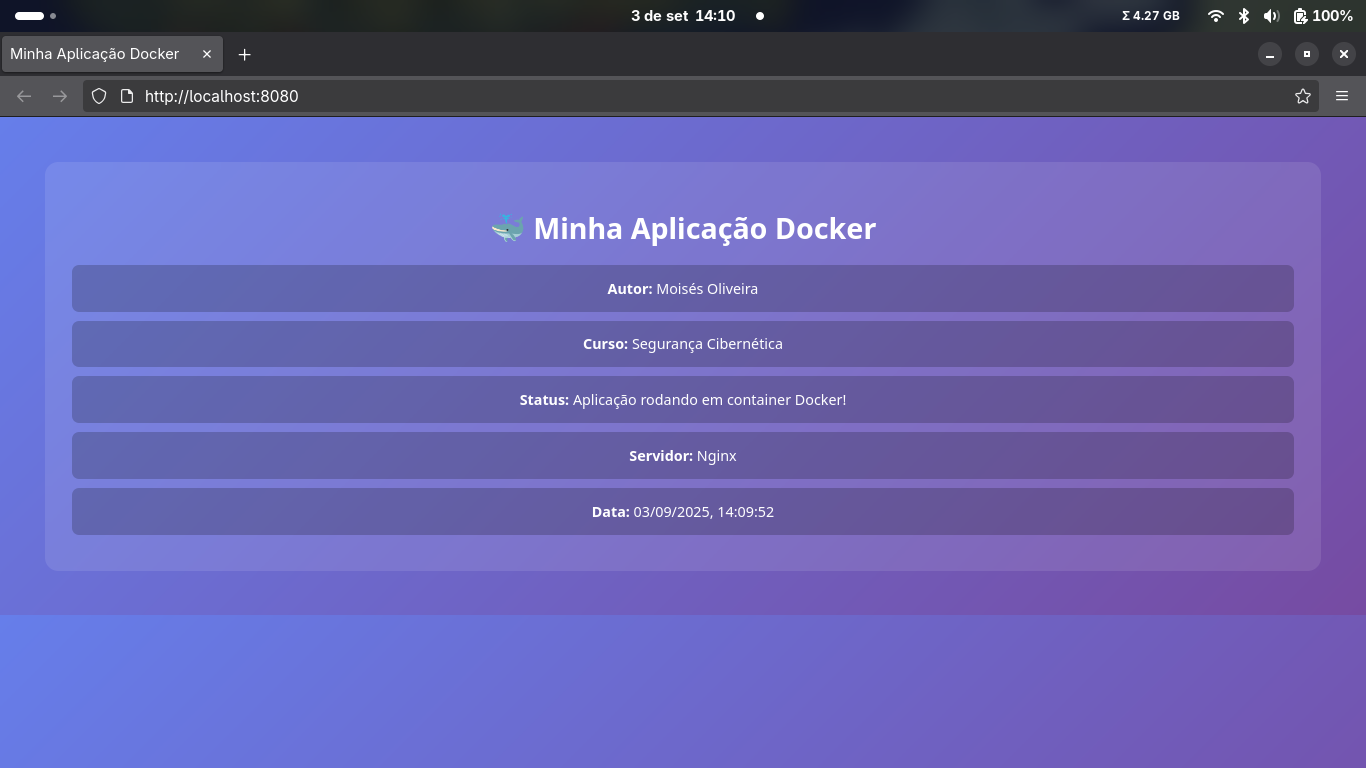 3 de set 14:10
Σ 4.27 GB
100%
Minha Aplicação Docker
http://localhost:8080
🐳 Minha Aplicação Docker
Autor: Moisés Oliveira
Curso: Segurança Cibernética
Status: Aplicação rodando em container Docker!
Servidor: Nginx
Data: 03/09/2025, 14:09:52